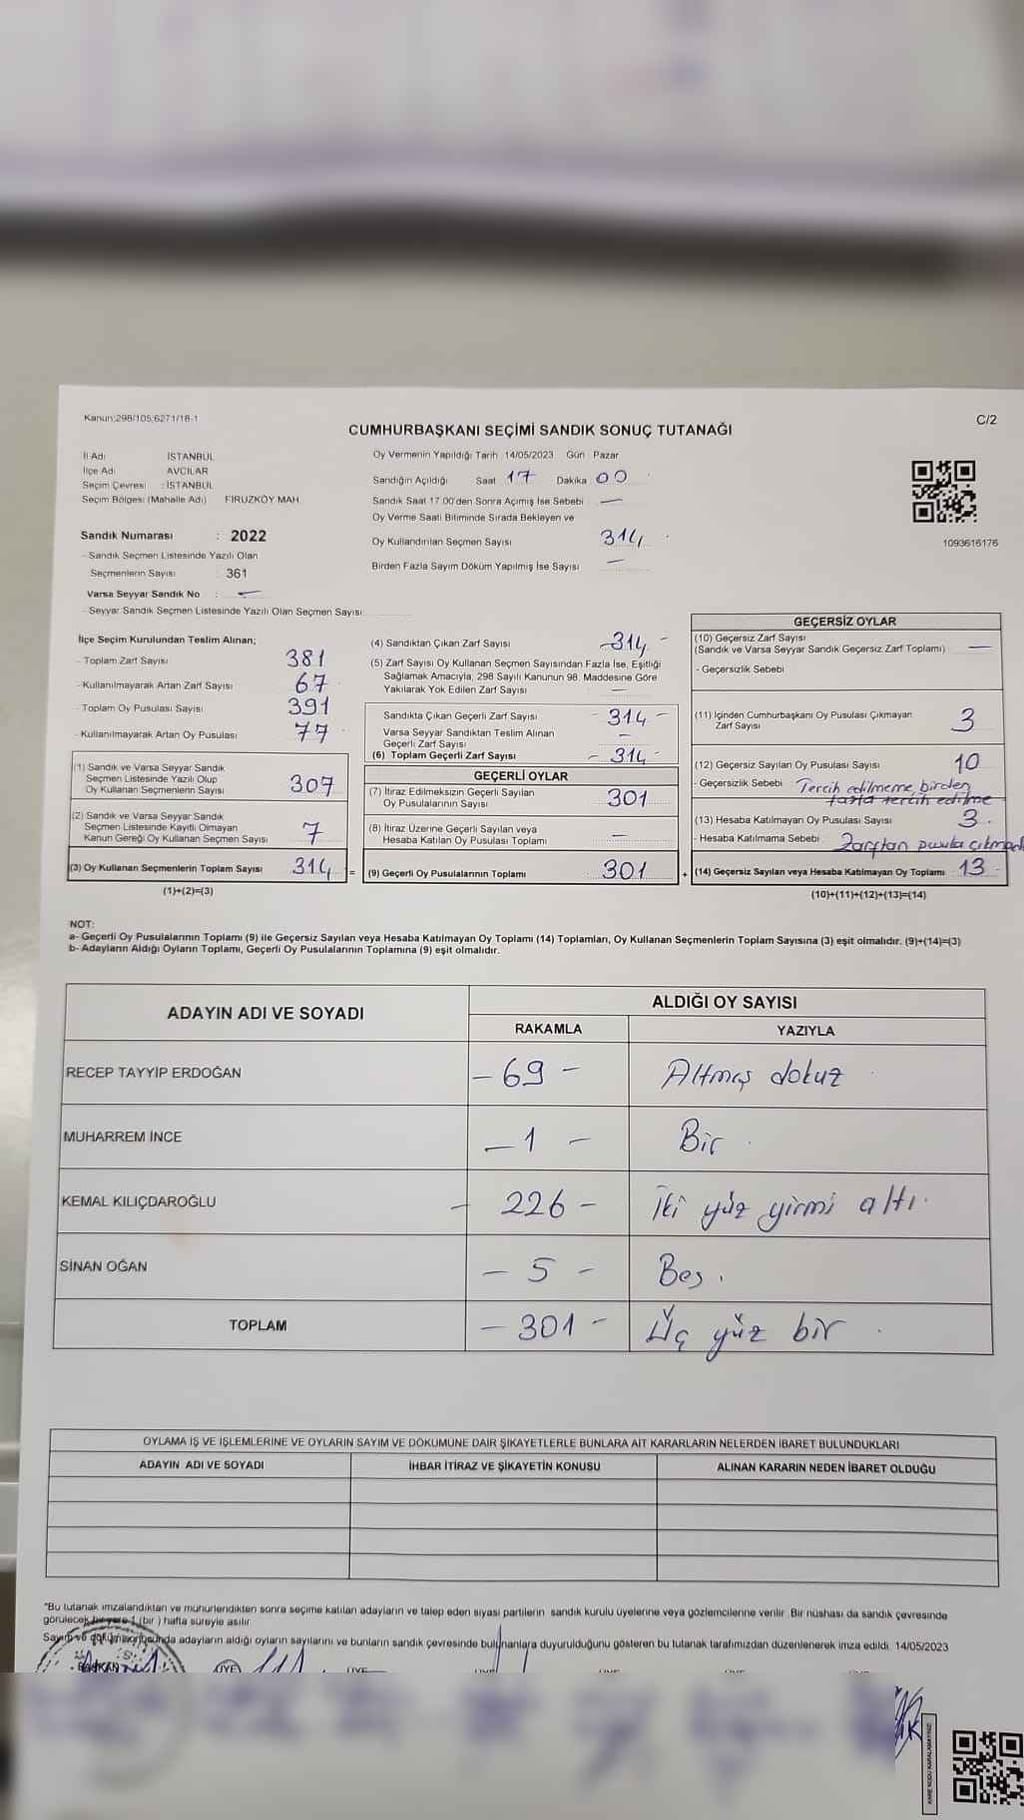 Kanun:298/105;6271/18-1
C/2
CUMHURBAŞKANI SEÇİMİ SANDIK SONUÇ TUTANAĞI
İl Adı : İSTANBUL
İlçe Adı : AVCILAR
Seçim Çevresi : İSTANBUL
Seçim Bölgesi (Mahalle Adı) FİRUZKÖY MAH.
Oy Vermenin Yapıldığı Tarih 14/05/2023 Gün Pazar
Sandığın Açıldığı Saat 17 Dakika 00
Sandık Saat 17.00'den Sonra Açımış İse Sebebi —
Oy Verme Saati Bitiminde Sırada Bekleyen ve
Oy Kullandırılan Seçmen Sayısı 314
Birden Fazla Sayım Döküm Yapılmış İse Sayısı —
1093616176
Sandık Numarası : 2022
- Sandık Seçmen Listesinde Yazılı Olan
Seçmenlerin Sayısı 361
Varsa Seyyar Sandık No : —
- Seyyar Sandık Seçmen Listesinde Yazılı Olan Seçmen Sayısı
İlçe Seçim Kurulundan Teslim Alınan;
- Toplam Zarf Sayısı 381
- Kullanılmayarak Artan Zarf Sayısı 67
- Toplam Oy Pusulası Sayısı 391
- Kullanılmayarak Artan Oy Pusulası 77
(1) Sandık ve Varsa Seyyar Sandık
Seçmen Listesinde Yazılı Olup
Oy Kullanan Seçmenlerin Sayısı 307
(2) Sandık ve Varsa Seyyar Sandık
Seçmen Listesinde Kayıtlı Olmayan
Kanun Gereği Oy Kullanan Seçmen Sayısı 7
(3) Oy Kullanan Seçmenlerin Toplam Sayısı 314 =
(1)+(2)=(3)
(4) Sandıktan Çıkan Zarf Sayısı -314-
(5) Zarf Sayısı Oy Kullanan Seçmen Sayısından Fazla İse, Eşitliği
Sağlamak Amacıyla, 298 Sayılı Kanunun 98. Maddesine Göre
Yakılarak Yok Edilen Zarf Sayısı —
Sandıkta Çıkan Geçerli Zarf Sayısı - 314 -
Varsa Seyyar Sandıktan Teslim Alınan
Geçerli Zarf Sayısı —
(6) Toplam Geçerli Zarf Sayısı - 314
GEÇERLİ OYLAR
(7) İtiraz Edilmeksizin Geçerli Sayılan
Oy Pusulalarının Sayısı 301
(8) İtiraz Üzerine Geçerli Sayılan veya
Hesaba Katılan Oy Pusulası Toplamı —
(9) Geçerli Oy Pusulalarının Toplamı 301 +
GEÇERSİZ OYLAR
(10) Geçersiz Zarf Sayısı
(Sandık ve Varsa Seyyar Sandık Geçersiz Zarf Toplamı) —
- Geçersizlik Sebebi
(11) İçinden Cumhurbaşkanı Oy Pusulası Çıkmayan
Zarf Sayısı 3
(12) Geçersiz Sayılan Oy Pusulası Sayısı 10
- Geçersizlik Sebebi Tercih edilmeme, birden
fazla tercih edilme
(13) Hesaba Katılmayan Oy Pusulası Sayısı 3.
- Hesaba Katılmama Sebebi Zarftan pusula
(14) Geçersiz Sayılan veya Hesaba Katılmayan Oy Toplamı 13
(10)+(11)+(12)+(13)=(14)
NOT:
a- Geçerli Oy Pusulalarının Toplamı (9) ile Geçersiz Sayılan veya Hesaba Katılmayan Oy Toplamı (14) Toplamları, Oy Kullanan Seçmenlerin Toplam Sayısına (3) eşit olmalıdır. (9)+(14)=(3)
b- Adayların Aldığı Oyların Toplamı, Geçerli Oy Pusulalarının Toplamına (9) eşit olmalıdır.
ADAYIN ADI VE SOYADI
ALDIĞI OY SAYISI
RAKAMLA YAZIYLA
RECEP TAYYİP ERDOĞAN - 69 - Altmış dokuz
MUHARREM İNCE - 1 - Bir
KEMAL KILIÇDAROĞLU - 226 - İki yüz yirmi altı.
SİNAN OĞAN - 5 - Beş.
TOPLAM - 301 - Üç yüz bir
OYLAMA İŞ VE İŞLEMLERİNE VE OYLARIN SAYIM VE DÖKÜMÜNE DAİR ŞİKAYETLERLE BUNLARA AİT KARARLARIN NELERDEN İBARET BULUNDUKLARI
ADAYIN ADI VE SOYADI İHBAR İTİRAZ VE ŞİKAYETİN KONUSU ALINAN KARARIN NEDEN İBARET OLDUĞU
"Bu tutanak imzalandıktan ve mühürlendikten sonra seçime katılan adayların ve talep eden siyasi partilerin sandık kurulu üyelerine veya gözlemcilerine verilir. Bir nüshası da sandık çevresinde
görülecek bir yere 1 (bir ) hafta süreyle asılır.
Sayım ve dökümü sonucunda adayların aldığı oyların sayılarını ve bunların sandık çevresinde bulunanlara duyurulduğunu gösteren bu tutanak tarafımızdan düzenlenerek imza edildi. 14/05/2023
BAŞKAN ÜYE
KARE KODU KARALAMAYINIZ!